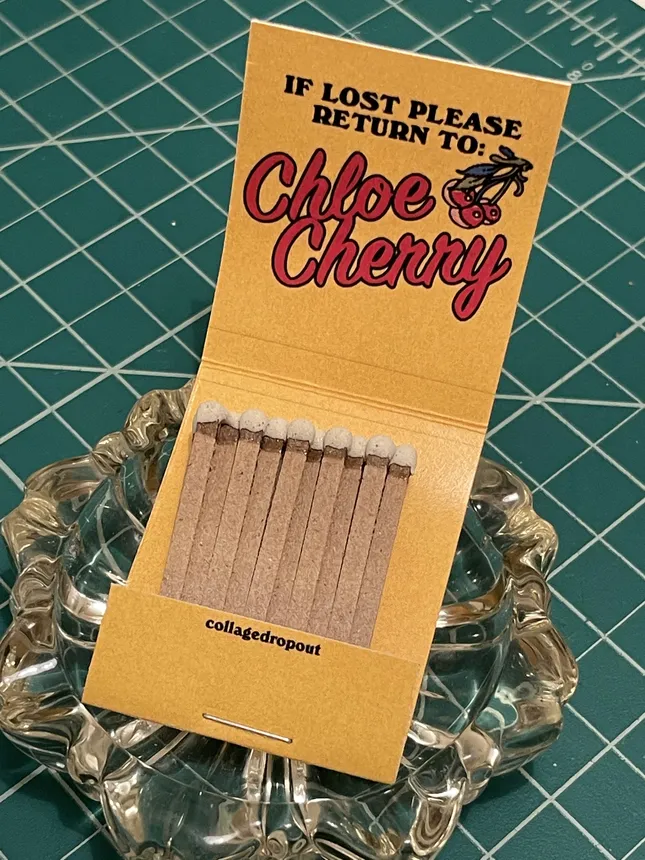 IF LOST PLEASE
RETURN TO:
Chloe
Cherry
collagedropout